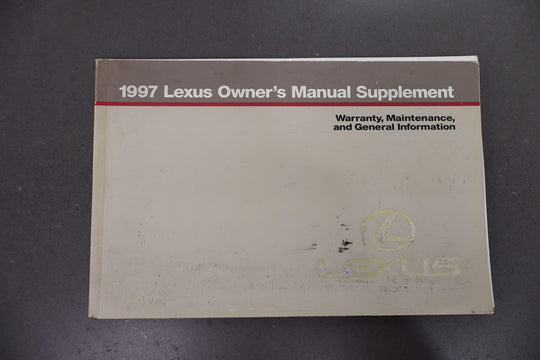 1997 Lexus Owner's Manual Supplement
Warranty, Maintenance,
and General Information
LEXUS